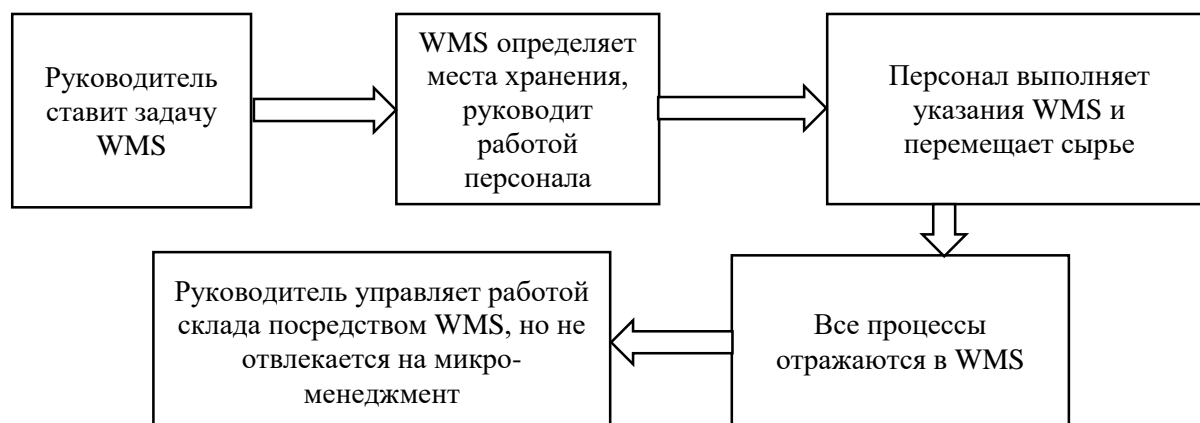 Руководитель
ставит задачу
WMS
WMS определяет
места хранения,
руководит
работой
персонала
Персонал выполняет
указания WMS и
перемещает сырье
Все процессы
отражаются в WMS
Руководитель управляет работой
склада посредством WMS, но не
отвлекается на микро-
менеджмент